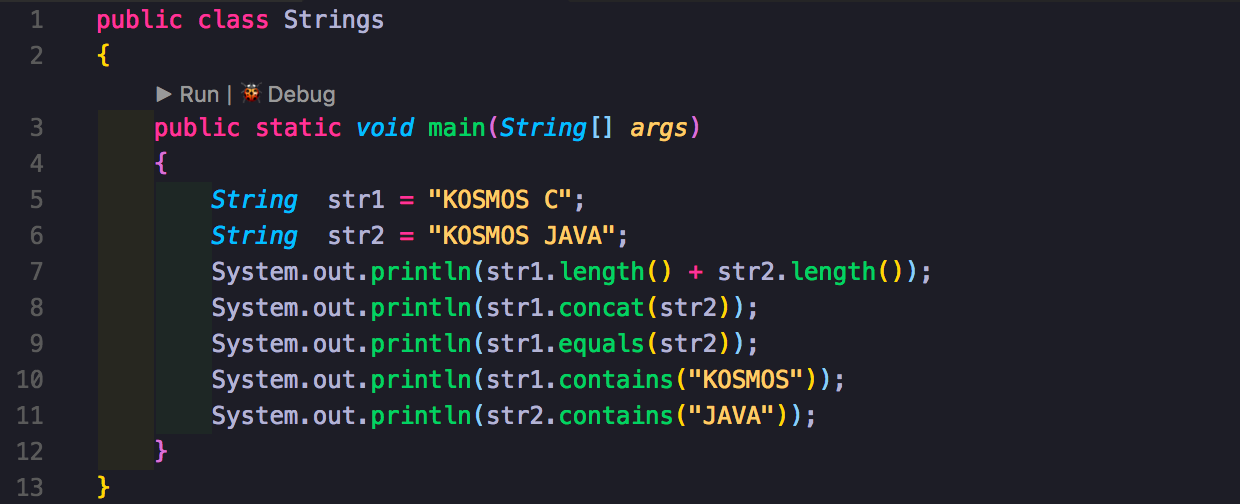 1 public class Strings
2 {
▶ Run | 🐞 Debug
3 public static void main(String[] args)
4 {
5 String  str1 = "KOSMOS C";
6 String  str2 = "KOSMOS JAVA";
7 System.out.println(str1.length() + str2.length());
8 System.out.println(str1.concat(str2));
9 System.out.println(str1.equals(str2));
10 System.out.println(str1.contains("KOSMOS"));
11 System.out.println(str2.contains("JAVA"));
12 }
13 }